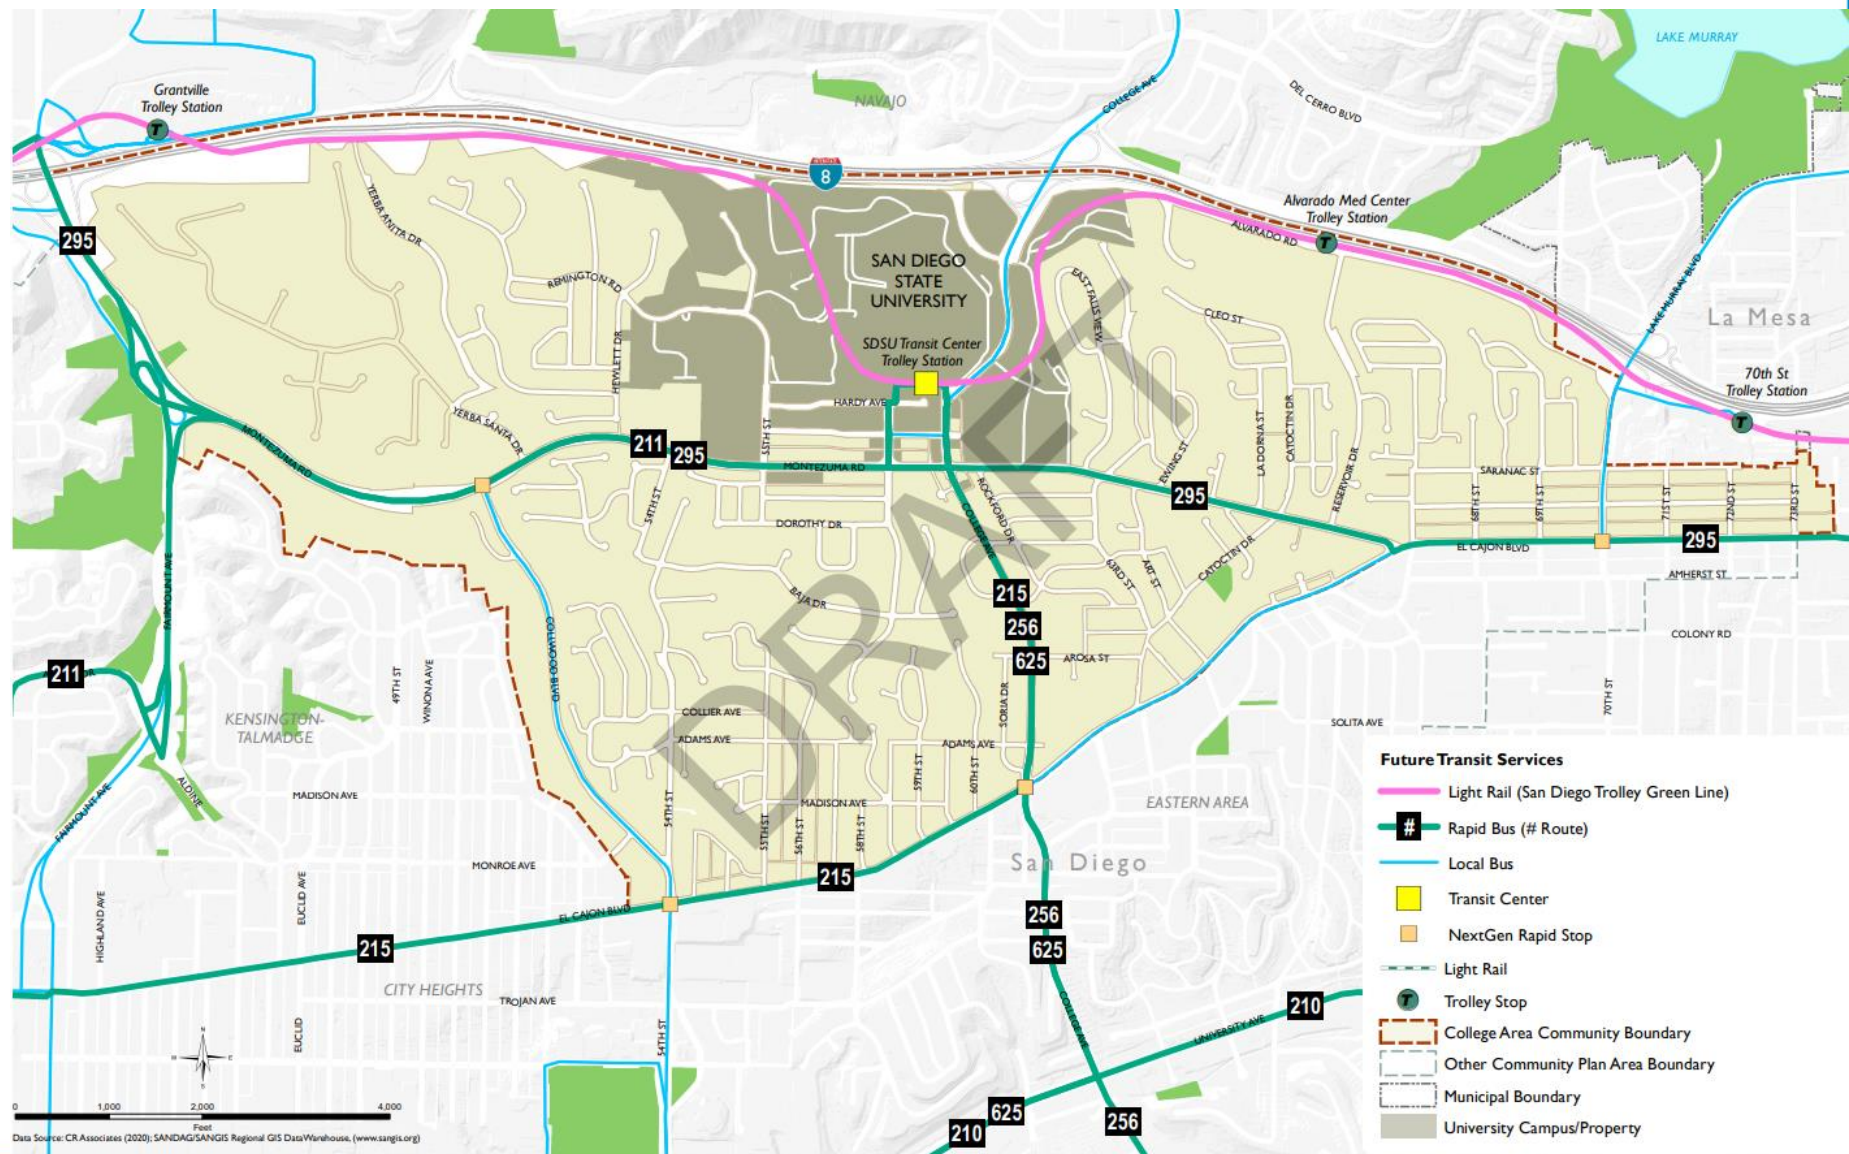 LAKE MURRAY
Grantville
Trolley Station
NAVAJO
COLLEGE AVE
DEL CERRO BLVD
INTERSTATE
8
Alvarado Med Center
Trolley Station
YERBA ANITA DR
295
SAN DIEGO
STATE
UNIVERSITY
ALVARADO RD
REMINGTON RD
EAST FALLS VIEW
LAKE MURRAY BLVD
CLEO ST
La Mesa
SDSU Transit Center
Trolley Station
HEWLETT DR
70th St
Trolley Station
HARDY AVE
YERBA SANTA DR
55TH ST
LA DORNA ST
CATOCTIN DR
MONTEZUMA RD
211
295
MONTEZUMA RD
EWING ST
RESERVOIR DR
SARANAC ST
295
54TH ST
ROCKFORD DR
COLLEGE AVE
68TH ST
69TH ST
71ST ST
72ND ST
73RD ST
DOROTHY DR
EL CAJON BLVD
295
CATOCTIN DR
63RD ST
ART ST
AMHERST ST
FAIRMOUNT AVE
BAJA DR
215
256
625
COLONY RD
COLLWOOD BLVD
AROSA ST
211
DR
49TH ST
WINONA AVE
SORIA DR
70TH ST
KENSINGTON-
TALMADGE
COLLIER AVE
SOLITA AVE
ADAMS AVE
ADAMS AVE
DRAFT
ALDINE
MADISON AVE
FAIRMOUNT AVE
54TH ST
MADISON AVE
59TH ST
60TH ST
EASTERN AREA
55TH ST
56TH ST
58TH ST
MONROE AVE
San Diego
215
HIGHLAND AVE
EUCLID AVE
EL CAJON BLVD
256
625
215
CITY HEIGHTS
TROJAN AVE
COLLEGE AVE
210
UNIVERSITY AVE
EUCLID
54TH ST
625
210
256
Future Transit Services
Light Rail (San Diego Trolley Green Line)
# Rapid Bus (# Route)
Local Bus
Transit Center
NextGen Rapid Stop
Light Rail
T Trolley Stop
College Area Community Boundary
Other Community Plan Area Boundary
Municipal Boundary
University Campus/Property
N
W E
S
0 1,000 2,000 4,000
Feet
Data Source: CR Associates (2020); SANDAG/SANGIS Regional GIS Data Warehouse, (www.sangis.org)